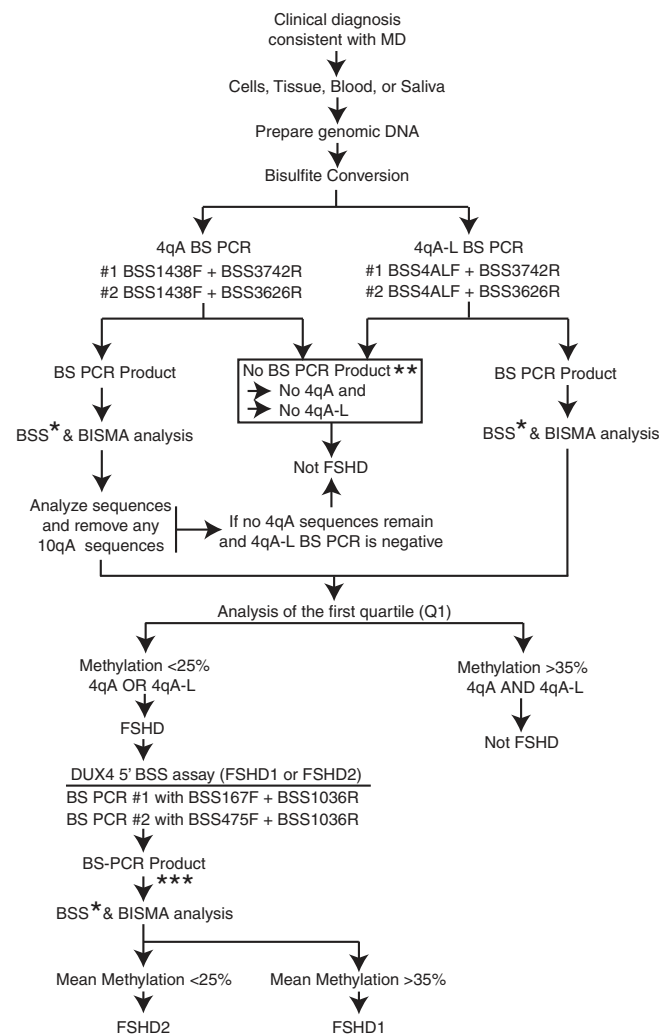 Clinical diagnosis
consistent with MD
Cells, Tissue, Blood, or Saliva
Prepare genomic DNA
Bisulfite Conversion
4qA BS PCR
#1 BSS1438F + BSS3742R
#2 BSS1438F + BSS3626R
4qA-L BS PCR
#1 BSS4ALF + BSS3742R
#2 BSS4ALF + BSS3626R
BS PCR Product
No BS PCR Product **
No 4qA and
No 4qA-L
BS PCR Product
BSS* & BISMA analysis
Not FSHD
BSS* & BISMA analysis
Analyze sequences
and remove any
10qA sequences
If no 4qA sequences remain
and 4qA-L BS PCR is negative
Analysis of the first quartile (Q1)
Methylation <25%
4qA OR 4qA-L
Methylation >35%
4qA AND 4qA-L
FSHD
Not FSHD
DUX4 5' BSS assay (FSHD1 or FSHD2)
BS PCR #1 with BSS167F + BSS1036R
BS PCR #2 with BSS475F + BSS1036R
BS-PCR Product
***
BSS* & BISMA analysis
Mean Methylation <25%
Mean Methylation >35%
FSHD2
FSHD1